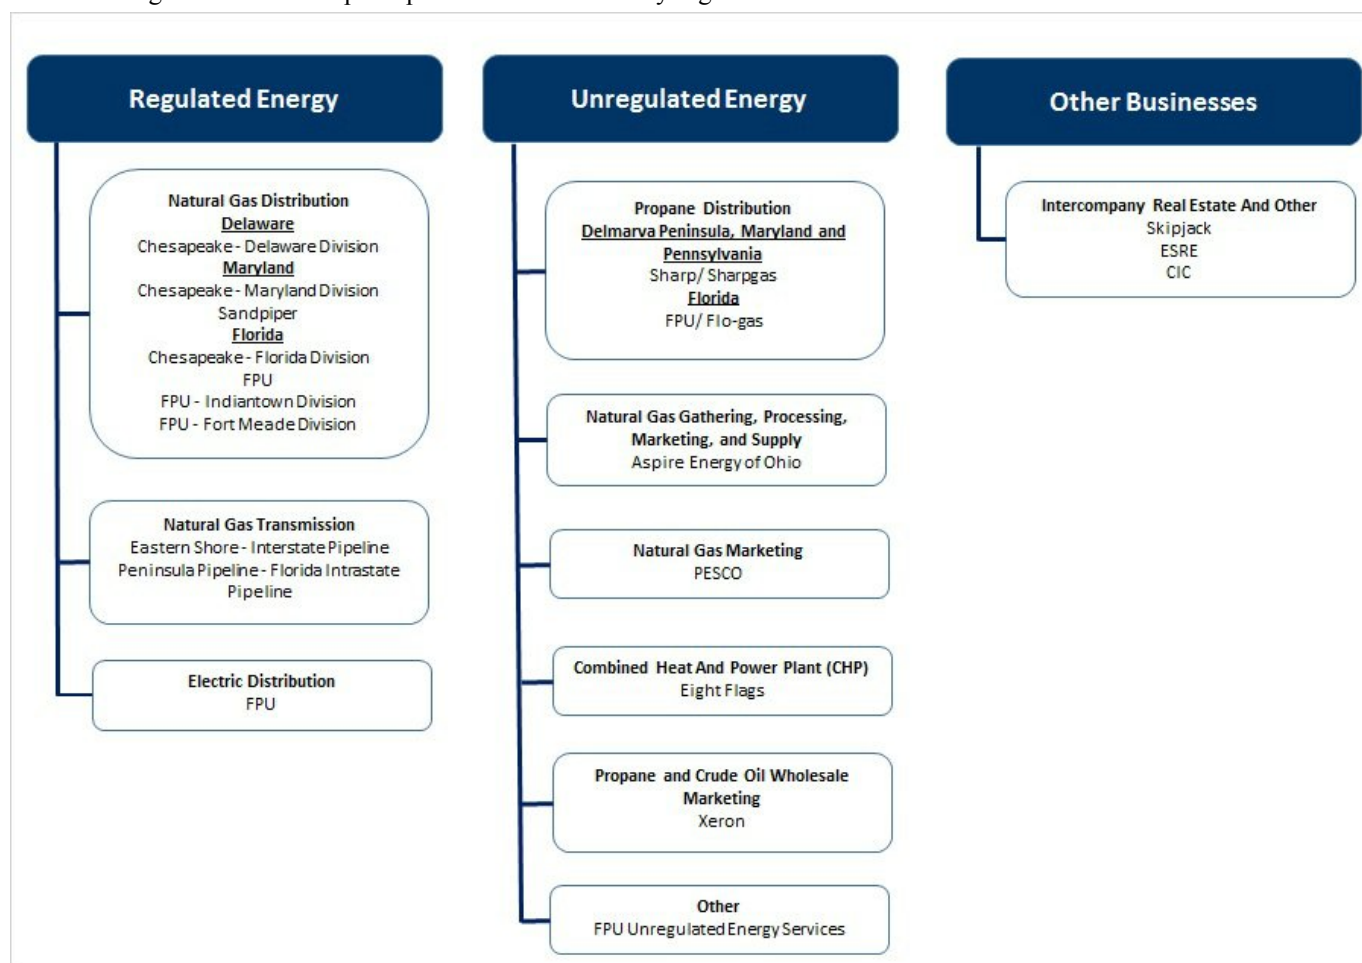 Regulated Energy
Natural Gas Distribution
Delaware
Chesapeake - Delaware Division
Maryland
Chesapeake - Maryland Division
Sandpiper
Florida
Chesapeake - Florida Division
FPU
FPU - Indiantown Division
FPU - Fort Meade Division
Natural Gas Transmission
Eastern Shore - Interstate Pipeline
Peninsula Pipeline - Florida Intrastate
Pipeline
Electric Distribution
FPU
Unregulated Energy
Propane Distribution
Delmarva Peninsula, Maryland and
Pennsylvania
Sharp/ Sharpgas
Florida
FPU/ Flo-gas
Natural Gas Gathering, Processing,
Marketing, and Supply
Aspire Energy of Ohio
Natural Gas Marketing
PESCO
Combined Heat And Power Plant (CHP)
Eight Flags
Propane and Crude Oil Wholesale
Marketing
Xeron
Other
FPU Unregulated Energy Services
Other Businesses
Intercompany Real Estate And Other
Skipjack
ESRE
CIC